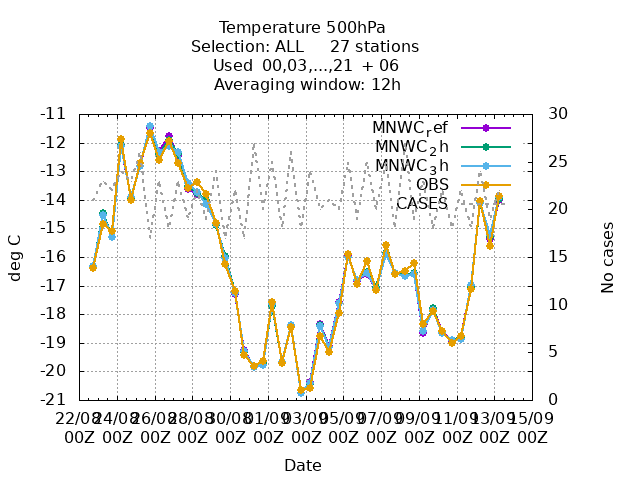 Temperature 500hPa
Selection: ALL     27 stations
Used  00,03,...,21  + 06
Averaging window: 12h
-11
-12
-13
-14
-15
-16
-17
-18
-19
-20
-21
deg C
MNWCref
MNWC2h
MNWC3h
OBS
CASES
30
25
20
15
10
5
0
No cases
22/08 24/08 26/08 28/08 30/08 01/09 03/09 05/09 07/09 09/09 11/09 13/09 15/09
00Z 00Z 00Z 00Z 00Z 00Z 00Z 00Z 00Z 00Z 00Z 00Z 00Z
Date